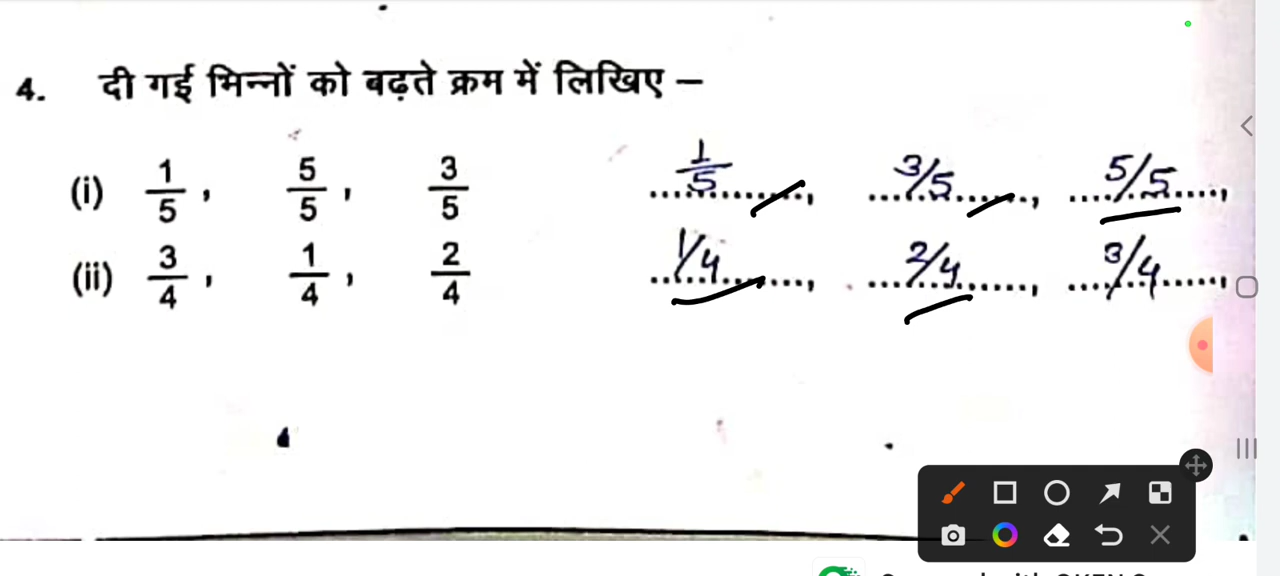 4. दी गई भिन्नों को बढ़ते क्रम में लिखिए –
(i) 1/5 , 5/5 , 3/5 1/5 , 3/5 , 5/5 ,
(ii) 3/4 , 1/4 , 2/4 1/4 , 2/4 , 3/4 ,